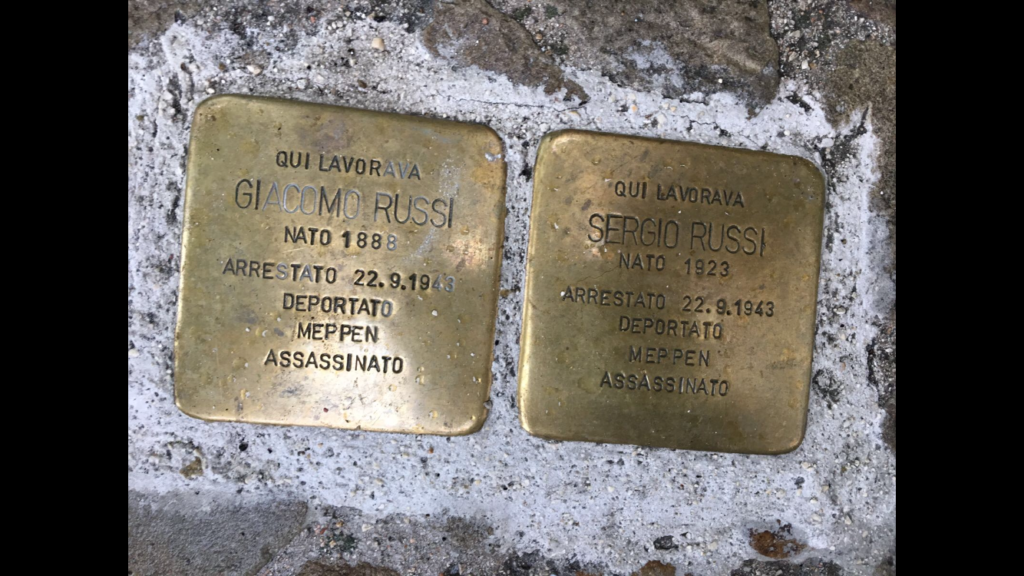 QUI LAVORAVA
GIACOMO RUSSI
NATO 1888
ARRESTATO 22.9.1943
DEPORTATO
MEPPEN
ASSASSINATO
QUI LAVORAVA
SERGIO RUSSI
NATO 1923
ARRESTATO 22.9.1943
DEPORTATO
MEPPEN
ASSASSINATO